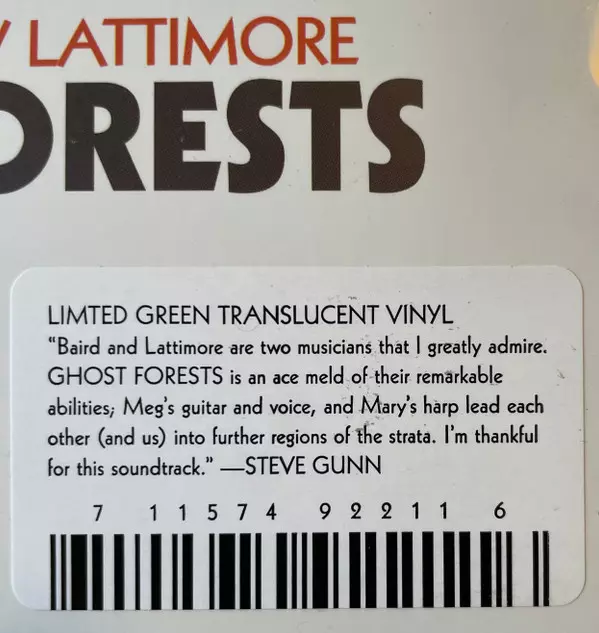 LATTIMORE
ORESTS
LIMTED GREEN TRANSLUCENT VINYL
“Baird and Lattimore are two musicians that I greatly admire.
GHOST FORESTS is an ace meld of their remarkable
abilities; Meg's guitar and voice, and Mary's harp lead each
other (and us) into further regions of the strata. I'm thankful
for this soundtrack.” —STEVE GUNN
7 11574 92211 6